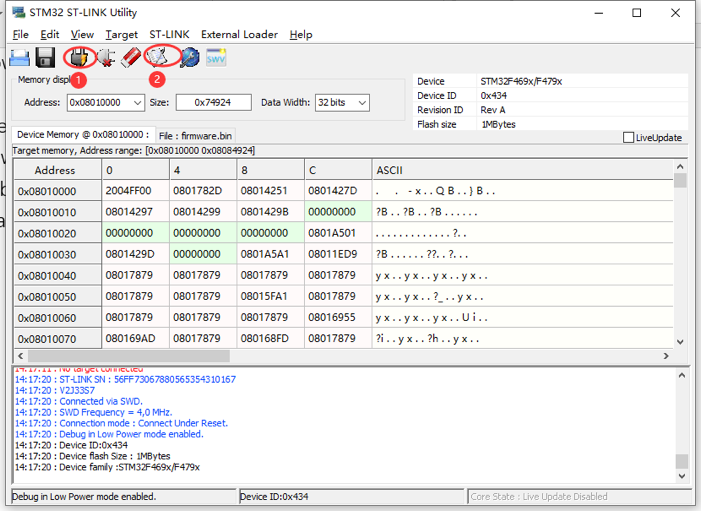 STM32 ST-LINK Utility
File Edit View Target ST-LINK External Loader Help
1 2 SWV
Memory displ
Address: 0x08010000 Size: 0x74924 Data Width: 32 bits
Device STM32F469x/F479x
Device ID 0x434
Revision ID Rev A
Flash size 1MBytes
Device Memory @ 0x08010000 : File : firmware.bin LiveUpdate
Target memory, Address range: [0x08010000 0x08084924]
Address 0 4 8 C ASCII
0x08010000 2004FF00 0801782D 08014251 0801427D . . -x..QB..}B..
0x08010010 08014297 08014299 0801429B 00000000 ?B..?B..?B......
0x08010020 00000000 00000000 00000000 0801A501 .............?..
0x08010030 0801429D 00000000 0801A5A1 08011ED9 ?B......??..?...
0x08010040 08017879 08017879 08017879 08017879 yx..yx..yx..yx..
0x08010050 08017879 08017879 08015FA1 08017879 yx..yx..?_..yx..
0x08010060 08017879 08017879 08017879 08016955 yx..yx..yx..Ui..
0x08010070 080169AD 08017879 080168FD 08017879 ?i..yx..?h..yx..
14:17:11 : No target connected
14:17:20 : ST-LINK SN : 56FF73067880565354310167
14:17:20 : V2J33S7
14:17:20 : Connected via SWD.
14:17:20 : SWD Frequency = 4,0 MHz.
14:17:20 : Connection mode : Connect Under Reset.
14:17:20 : Debug in Low Power mode enabled.
14:17:20 : Device ID:0x434
14:17:20 : Device flash Size : 1MBytes
14:17:20 : Device family :STM32F469x/F479x
Debug in Low Power mode enabled. Device ID:0x434 Core State : Live Update Disabled